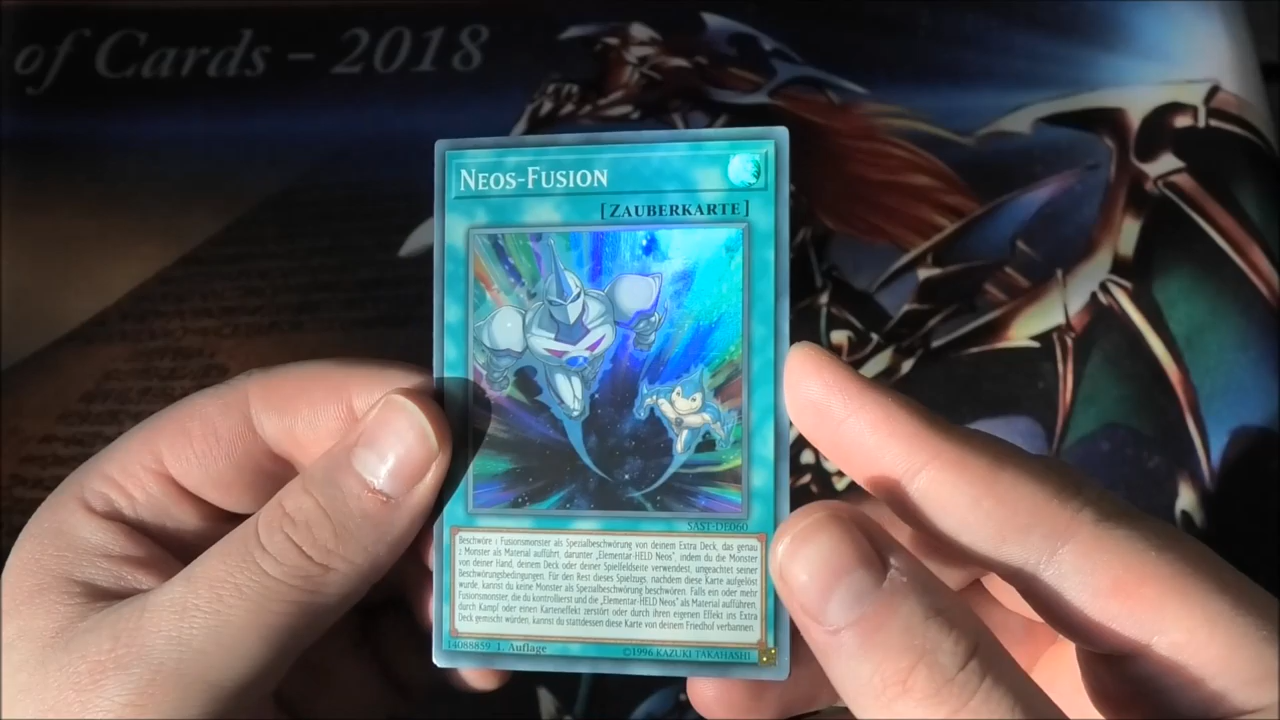 of Cards - 2018
NEOS-FUSION
[ZAUBERKARTE]
SAST-DE060
Beschwöre 1 Fusionsmonster als Spezialbeschwörung von deinem Extra Deck, das genau
2 Monster als Material aufführt, darunter „Elementar-HELD Neos“, indem du die Monster
von deiner Hand, deinem Deck oder deiner Spielfeldseite verwendest, ungeachtet seiner
Beschwörungsbedingungen. Für den Rest dieses Spielzugs, nachdem diese Karte aufgelöst
wurde, kannst du keine Monster als Spezialbeschwörung beschwören. Falls ein oder mehr
Fusionsmonster, die du kontrollierst und die „Elementar-HELD Neos“ als Material aufführen,
durch Kampf oder einen Karteneffekt zerstört oder durch ihren eigenen Effekt ins Extra
Deck gemischt würden, kannst du stattdessen diese Karte von deinem Friedhof verbannen.
14088859 1. Auflage ©1996 KAZUKI TAKAHASHI